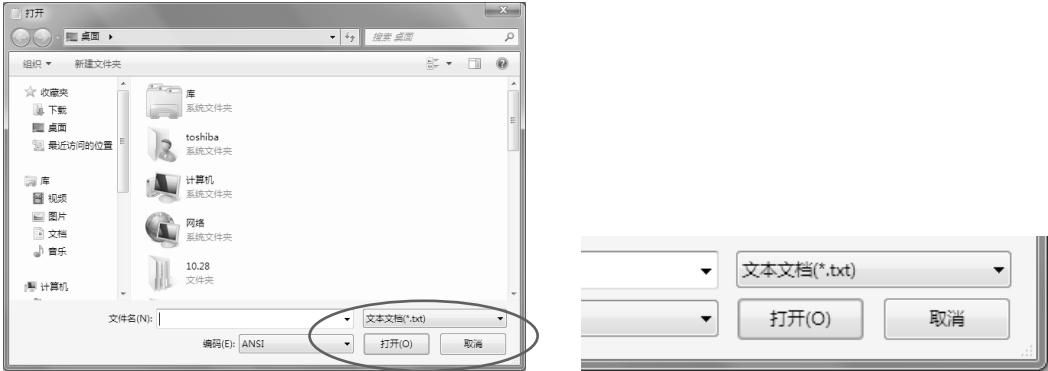 打开
桌面
搜索 桌面
组织 新建文件夹
收藏夹
下载
桌面
最近访问的位置
库
视频
图片
文档
音乐
计算机
库
系统文件夹
toshiba
系统文件夹
计算机
系统文件夹
网络
系统文件夹
10.28
文件夹
文件名(N): 文本文档(*.txt)
编码(E): ANSI 打开(O) 取消
文本文档(*.txt)
打开(O) 取消